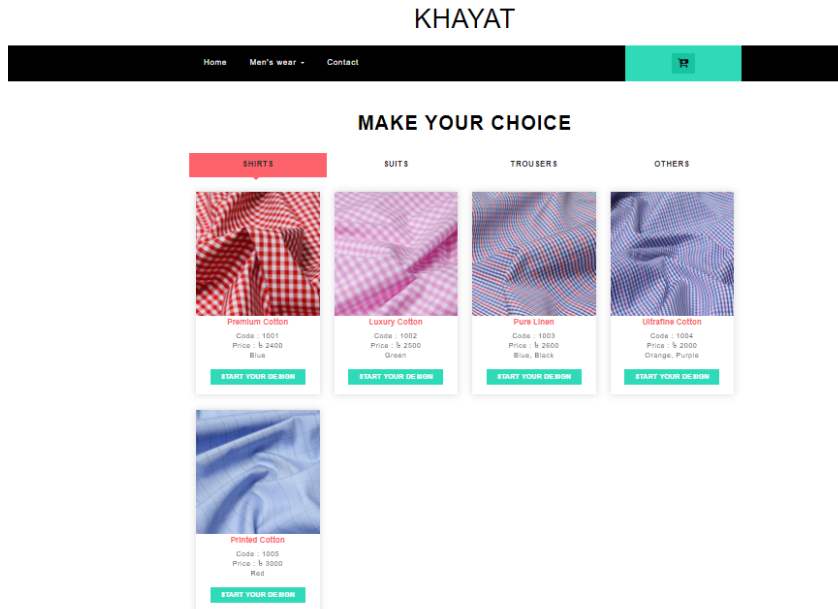 KHAYAT
Home Men's wear Contact
MAKE YOUR CHOICE
SHIRTS SUITS TROUSERS OTHERS
Premium Cotton
Code : 1001
Price : ৳ 2400
Blue
START YOUR DESIGN
Luxury Cotton
Code : 1002
Price : ৳ 2500
Green
START YOUR DESIGN
Pure Linen
Code : 1003
Price : ৳ 2600
Blue, Black
START YOUR DESIGN
Ultrafine Cotton
Code : 1004
Price : ৳ 2000
Orange, Purple
START YOUR DESIGN
Printed Cotton
Code : 1005
Price : ৳ 3000
Red
START YOUR DESIGN